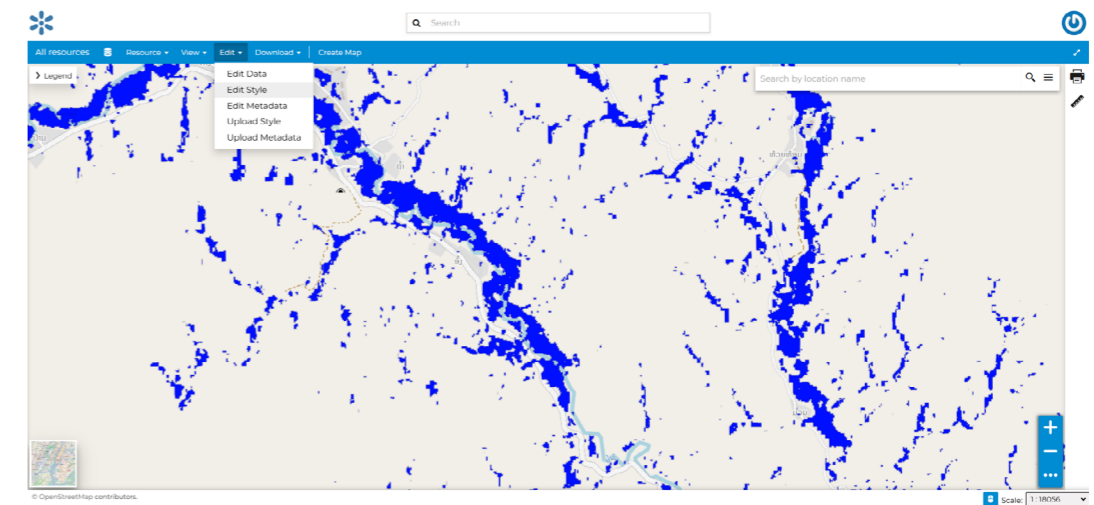 Search
All resources Resource View Edit Download Create Map
Legend
Edit Data
Edit Style
Edit Metadata
Upload Style
Upload Metadata
Search by location name
© OpenStreetMap contributors.
Scale: 1 : 18056